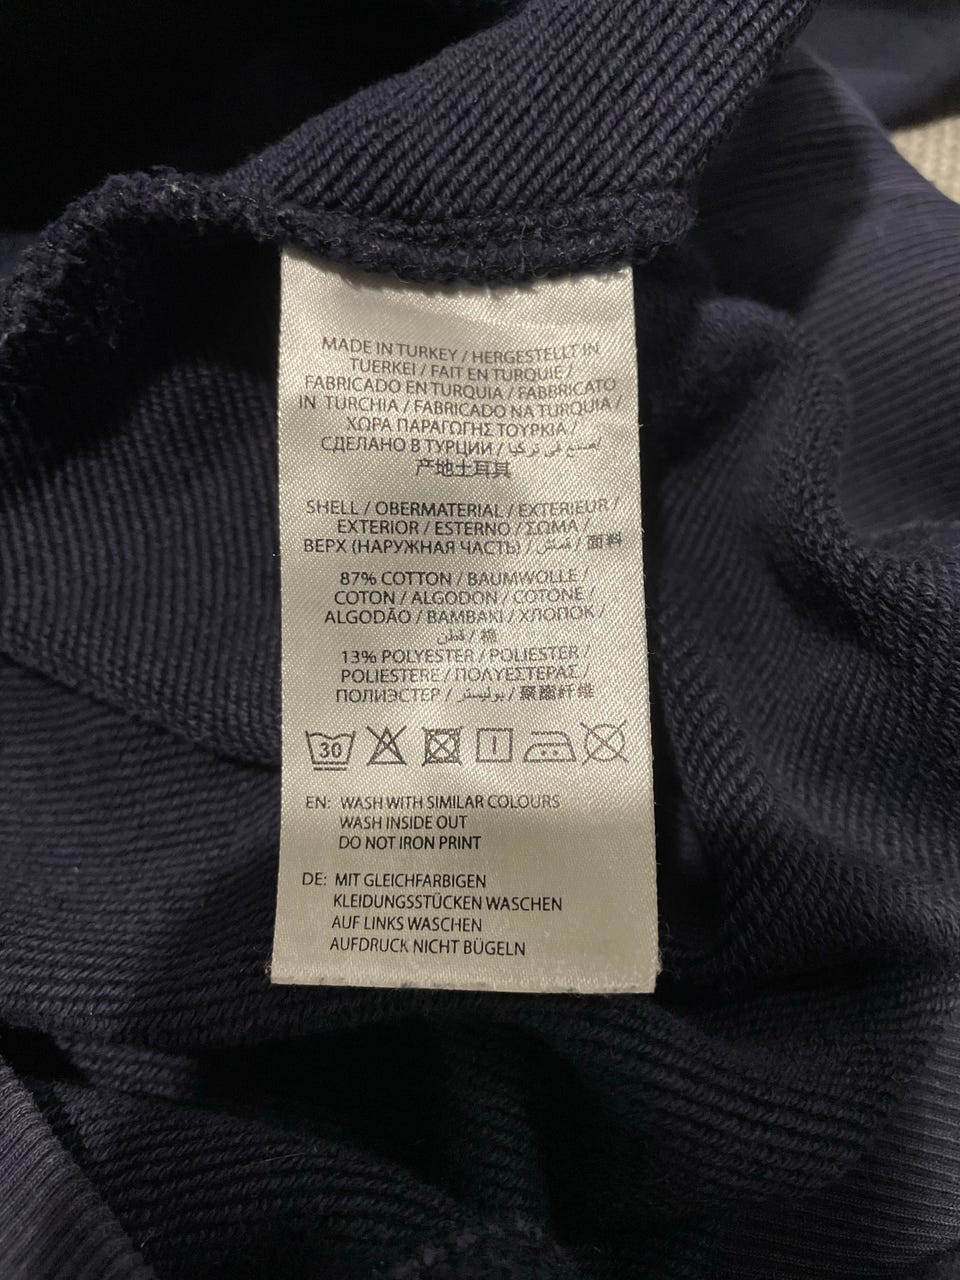 MADE IN TURKEY / HERGESTELLT IN
TUERKEI / FAIT EN TURQUIE /
FABRICADO EN TURQUIA / FABBRICATO
IN TURCHIA / FABRICADO NA TURQUIA /
ΧΩΡΑ ΠΑΡΑΓΩΓΗΣ ΤΟΥΡΚΙΑ /
СДЕЛАНО В ТУРЦИИ / صنع في تركيا /
产地土耳其
SHELL / OBERMATERIAL / EXTERIEUR /
EXTERIOR / ESTERNO / ΣΩΜΑ /
ВЕРХ (НАРУЖНАЯ ЧАСТЬ) / / 面料
87% COTTON / BAUMWOLLE /
COTON / ALGODON / COTONE /
ALGODÃO / BAMBAKI / ХЛОПОК /
قطن / 棉
13% POLYESTER / POLIESTER /
POLIESTERE / ΠΟΛΥΕΣΤΕΡΑΣ /
ПОЛИЭСТЕР / بوليستر / 聚酯纤维
30
EN: WASH WITH SIMILAR COLOURS
WASH INSIDE OUT
DO NOT IRON PRINT
DE: MIT GLEICHFARBIGEN
KLEIDUNGSSTÜCKEN WASCHEN
AUF LINKS WASCHEN
AUFDRUCK NICHT BÜGELN